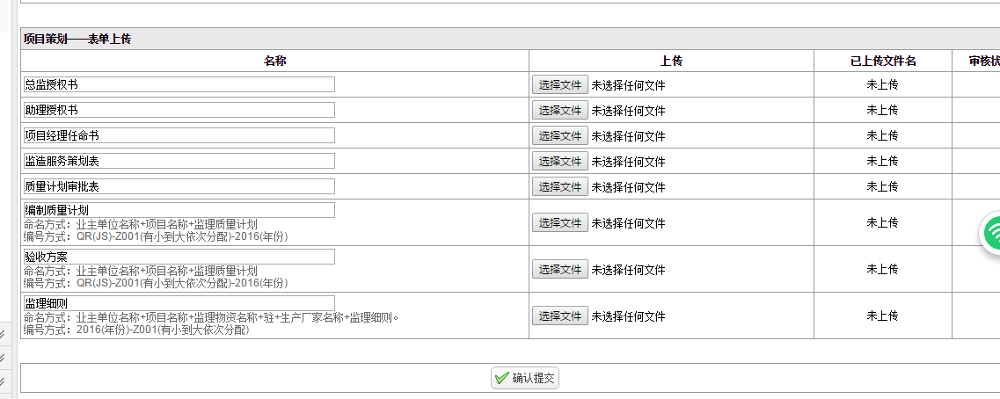 项目策划——表单上传
名称 上传 已上传文件名 审核状
总监授权书 选择文件 未选择任何文件 未上传
助理授权书 选择文件 未选择任何文件 未上传
项目经理任命书 选择文件 未选择任何文件 未上传
监造服务策划表 选择文件 未选择任何文件 未上传
质量计划审批表 选择文件 未选择任何文件 未上传
编制质量计划
命名方式：业主单位名称+项目名称+监理质量计划
编号方式：QR(JS)-Z001(有小到大依次分配)-2016(年份)
选择文件 未选择任何文件 未上传
验收方案
命名方式：业主单位名称+项目名称+监理质量计划
编号方式：QR(JS)-Z001(有小到大依次分配)-2016(年份)
选择文件 未选择任何文件 未上传
监理细则
命名方式：业主单位名称+项目名称+监理物资名称+驻+生产厂家名称+监理细则。
编号方式：2016(年份)-Z001(有小到大依次分配)
选择文件 未选择任何文件 未上传
确认提交